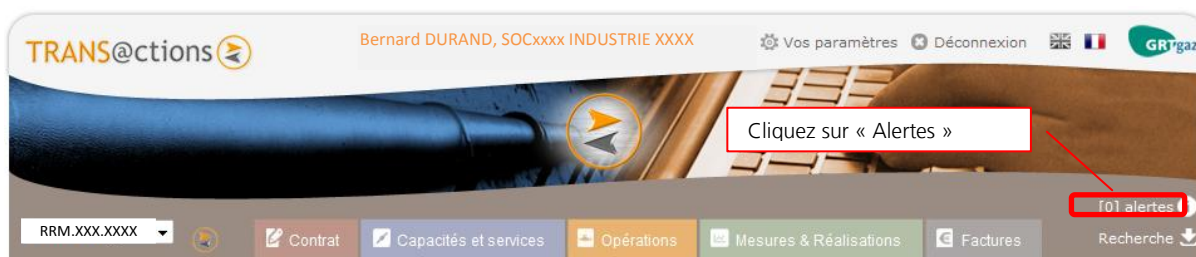 TRANS@ctions
Bernard DURAND, SOCxxxx INDUSTRIE XXXX
Vos paramètres
Déconnexion
GRTgaz
Cliquez sur « Alertes »
[0] alertes
RRM.XXX.XXXX
Contrat
Capacités et services
Opérations
Mesures & Réalisations
Factures
Recherche